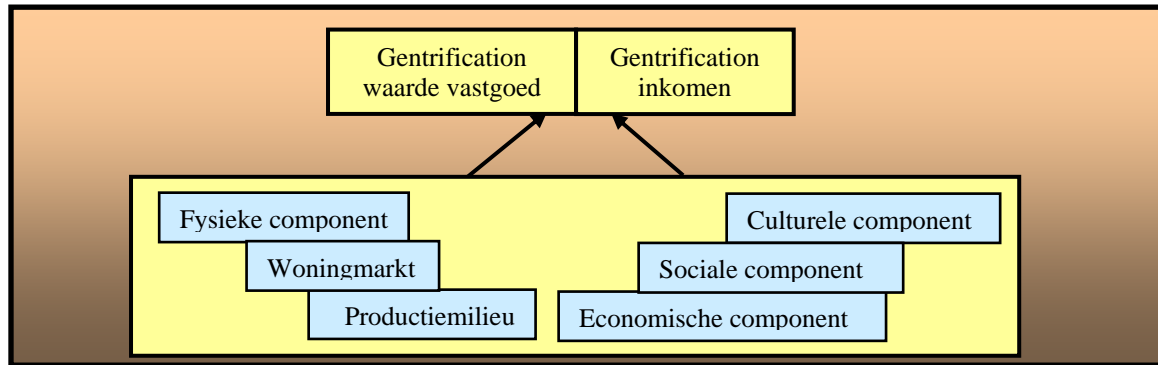 Gentrification
waarde vastgoed
Gentrification
inkomen
Fysieke component
Woningmarkt
Productiemilieu
Culturele component
Sociale component
Economische component